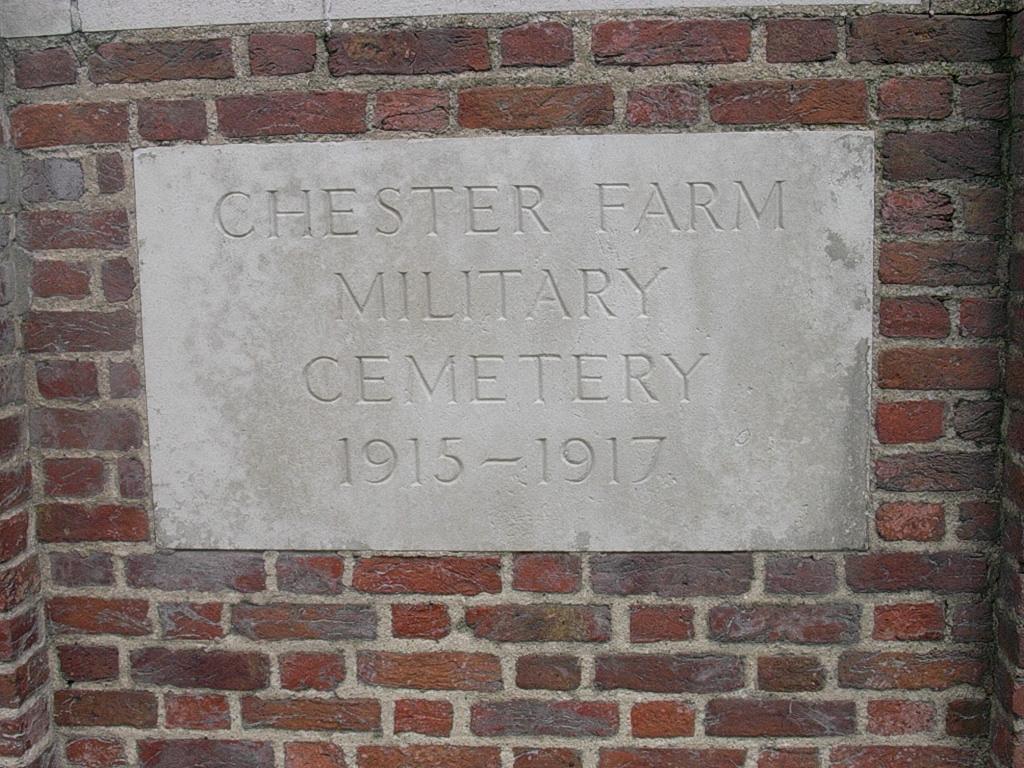 CHESTER FARM
MILITARY
CEMETERY
1915–1917